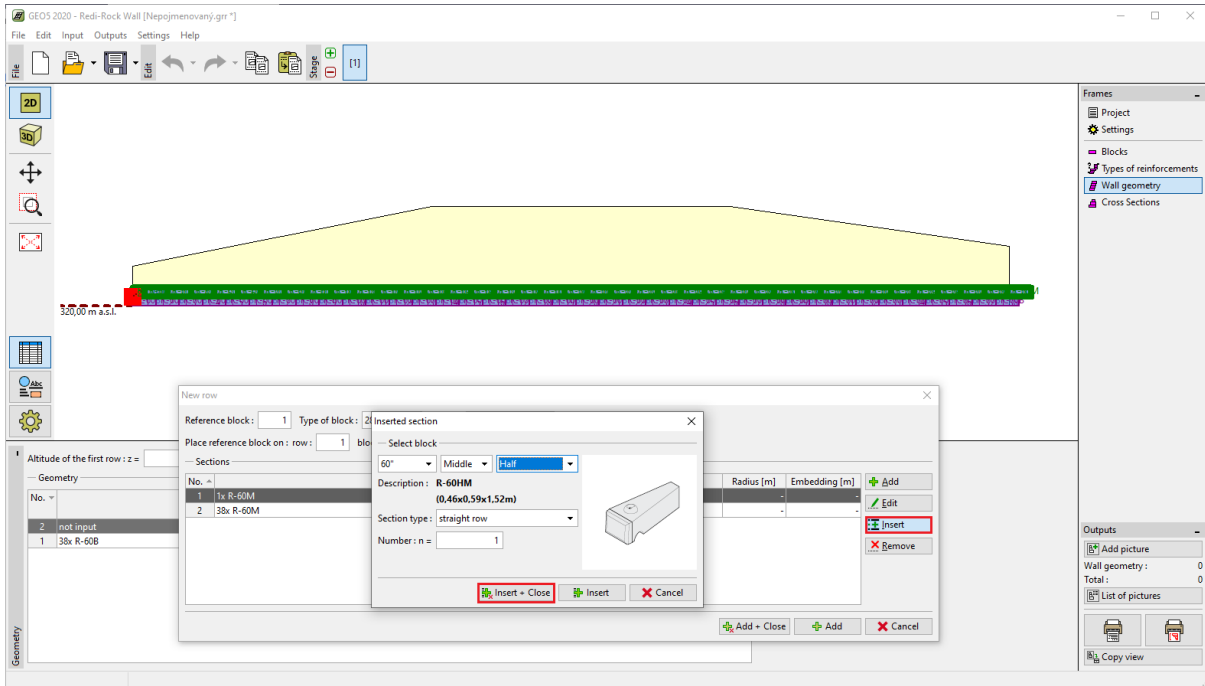 GEO5 2020 - Redi-Rock Wall [Nepojmenovaný.grr *]
File Edit Input Outputs Settings Help
File
Edit
Stage
[1]
2D
3D
Frames
Project
Settings
Blocks
Types of reinforcements
Wall geometry
Cross Sections
320,00 m a.s.l.
Abc
New row
Reference block : 1 Type of block :
Place reference block on : row : 1
Sections
No.
Radius [m] Embedding [m]
1 1x R-60M - -
2 38x R-60M - -
Add
Edit
Insert
Remove
Add + Close Add Cancel
Inserted section
Select block
60° Middle Half
Description : R-60HM
(0,46x0,59x1,52m)
Section type : straight row
Number : n = 1
Insert + Close Insert Cancel
Altitude of the first row : z =
Geometry
No.
2 not input
1 38x R-60B
Geometry
Outputs
Add picture
Wall geometry : 0
Total : 0
List of pictures
Copy view